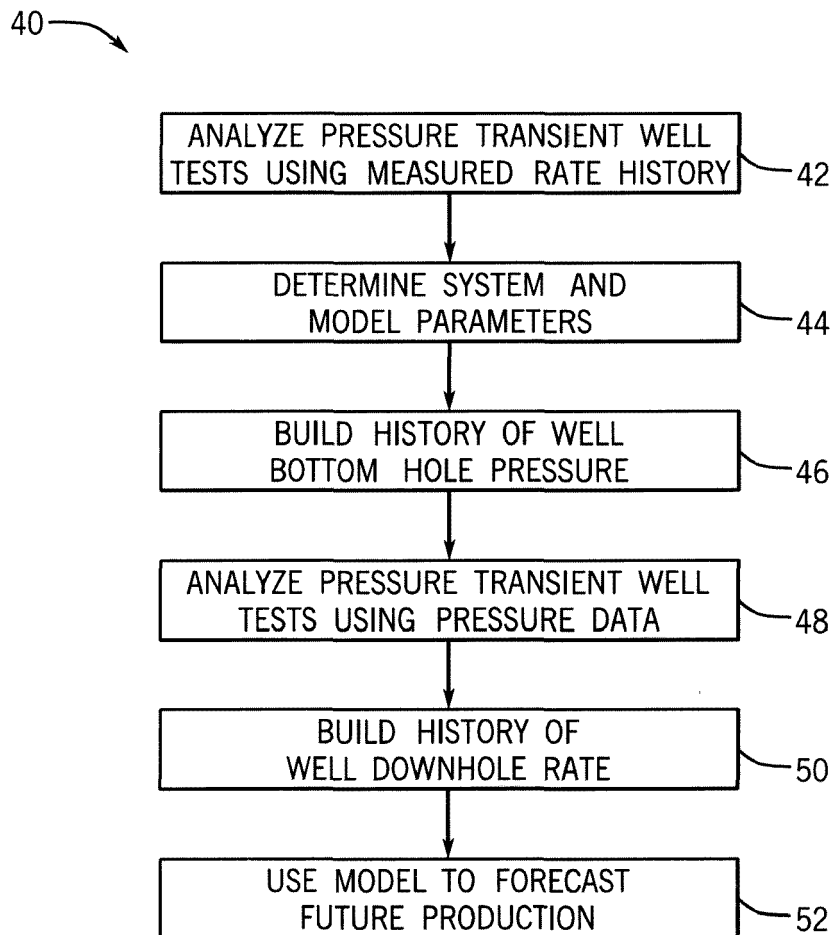 40
ANALYZE PRESSURE TRANSIENT WELL
TESTS USING MEASURED RATE HISTORY
42
DETERMINE SYSTEM AND
MODEL PARAMETERS
44
BUILD HISTORY OF WELL
BOTTOM HOLE PRESSURE
46
ANALYZE PRESSURE TRANSIENT WELL
TESTS USING PRESSURE DATA
48
BUILD HISTORY OF
WELL DOWNHOLE RATE
50
USE MODEL TO FORECAST
FUTURE PRODUCTION
52